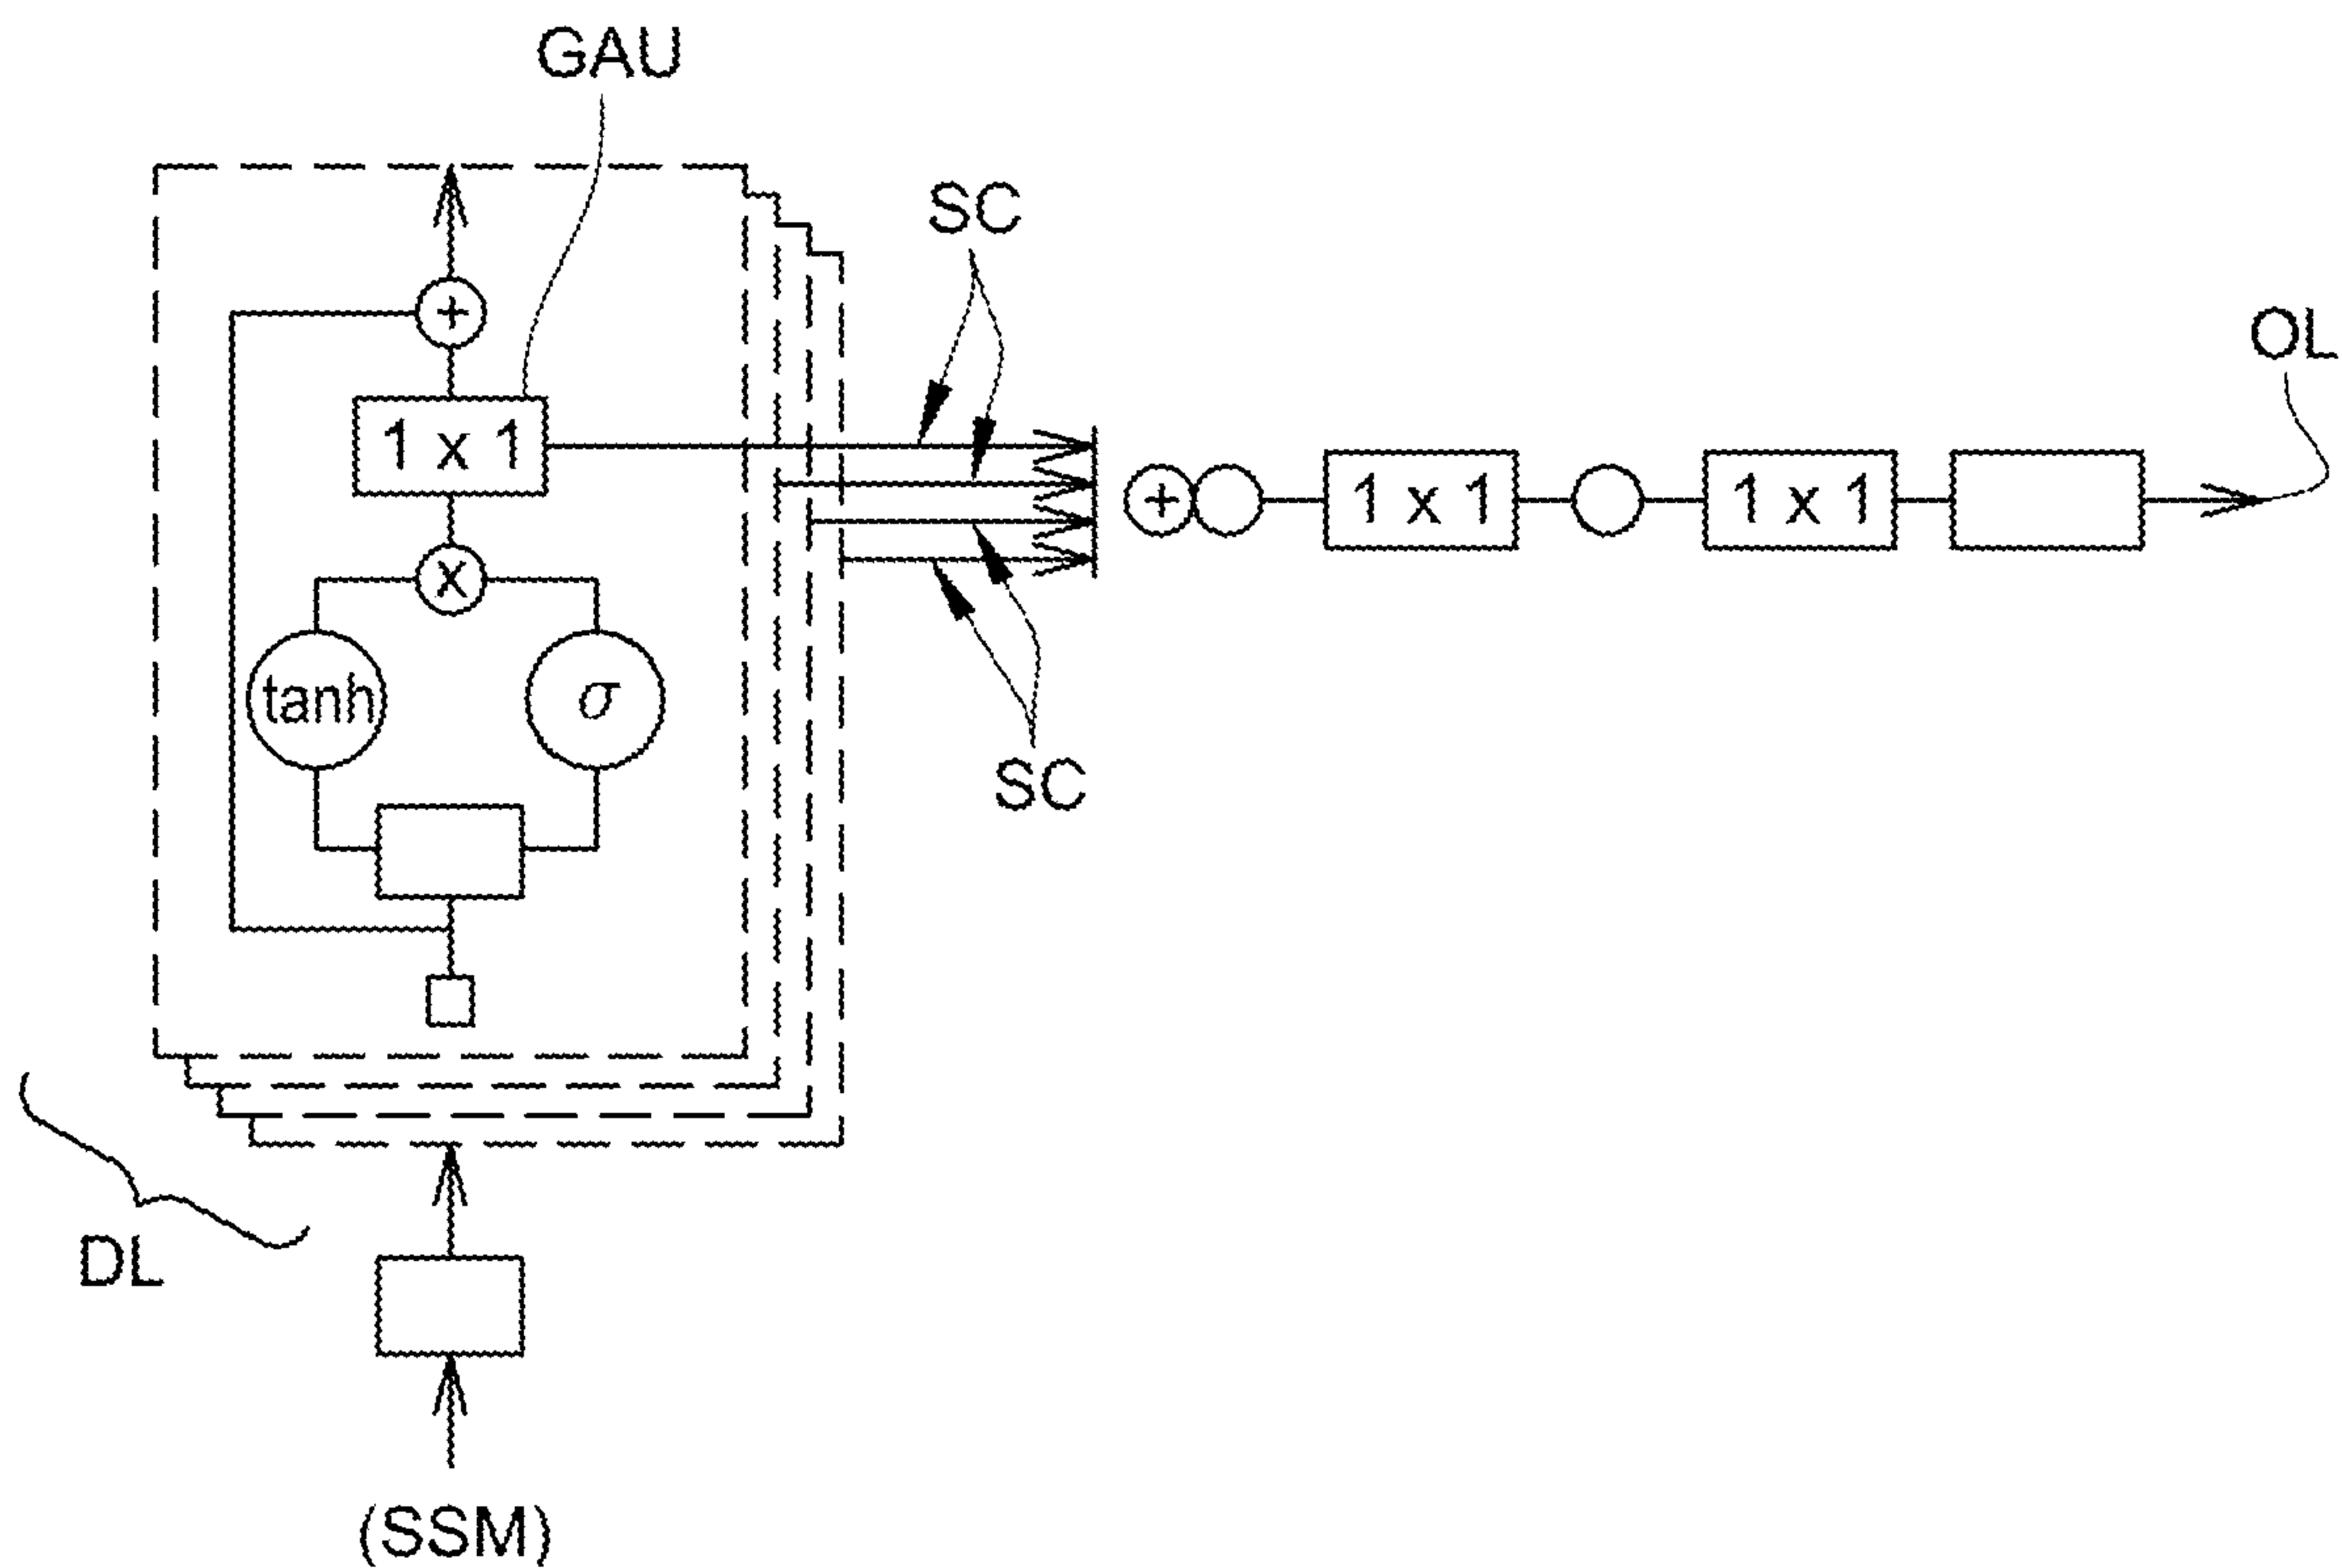 GAU
SC
+
OL
1 x 1
+
1 x 1
1 x 1
x
tanh
σ
SC
DL
(SSM)